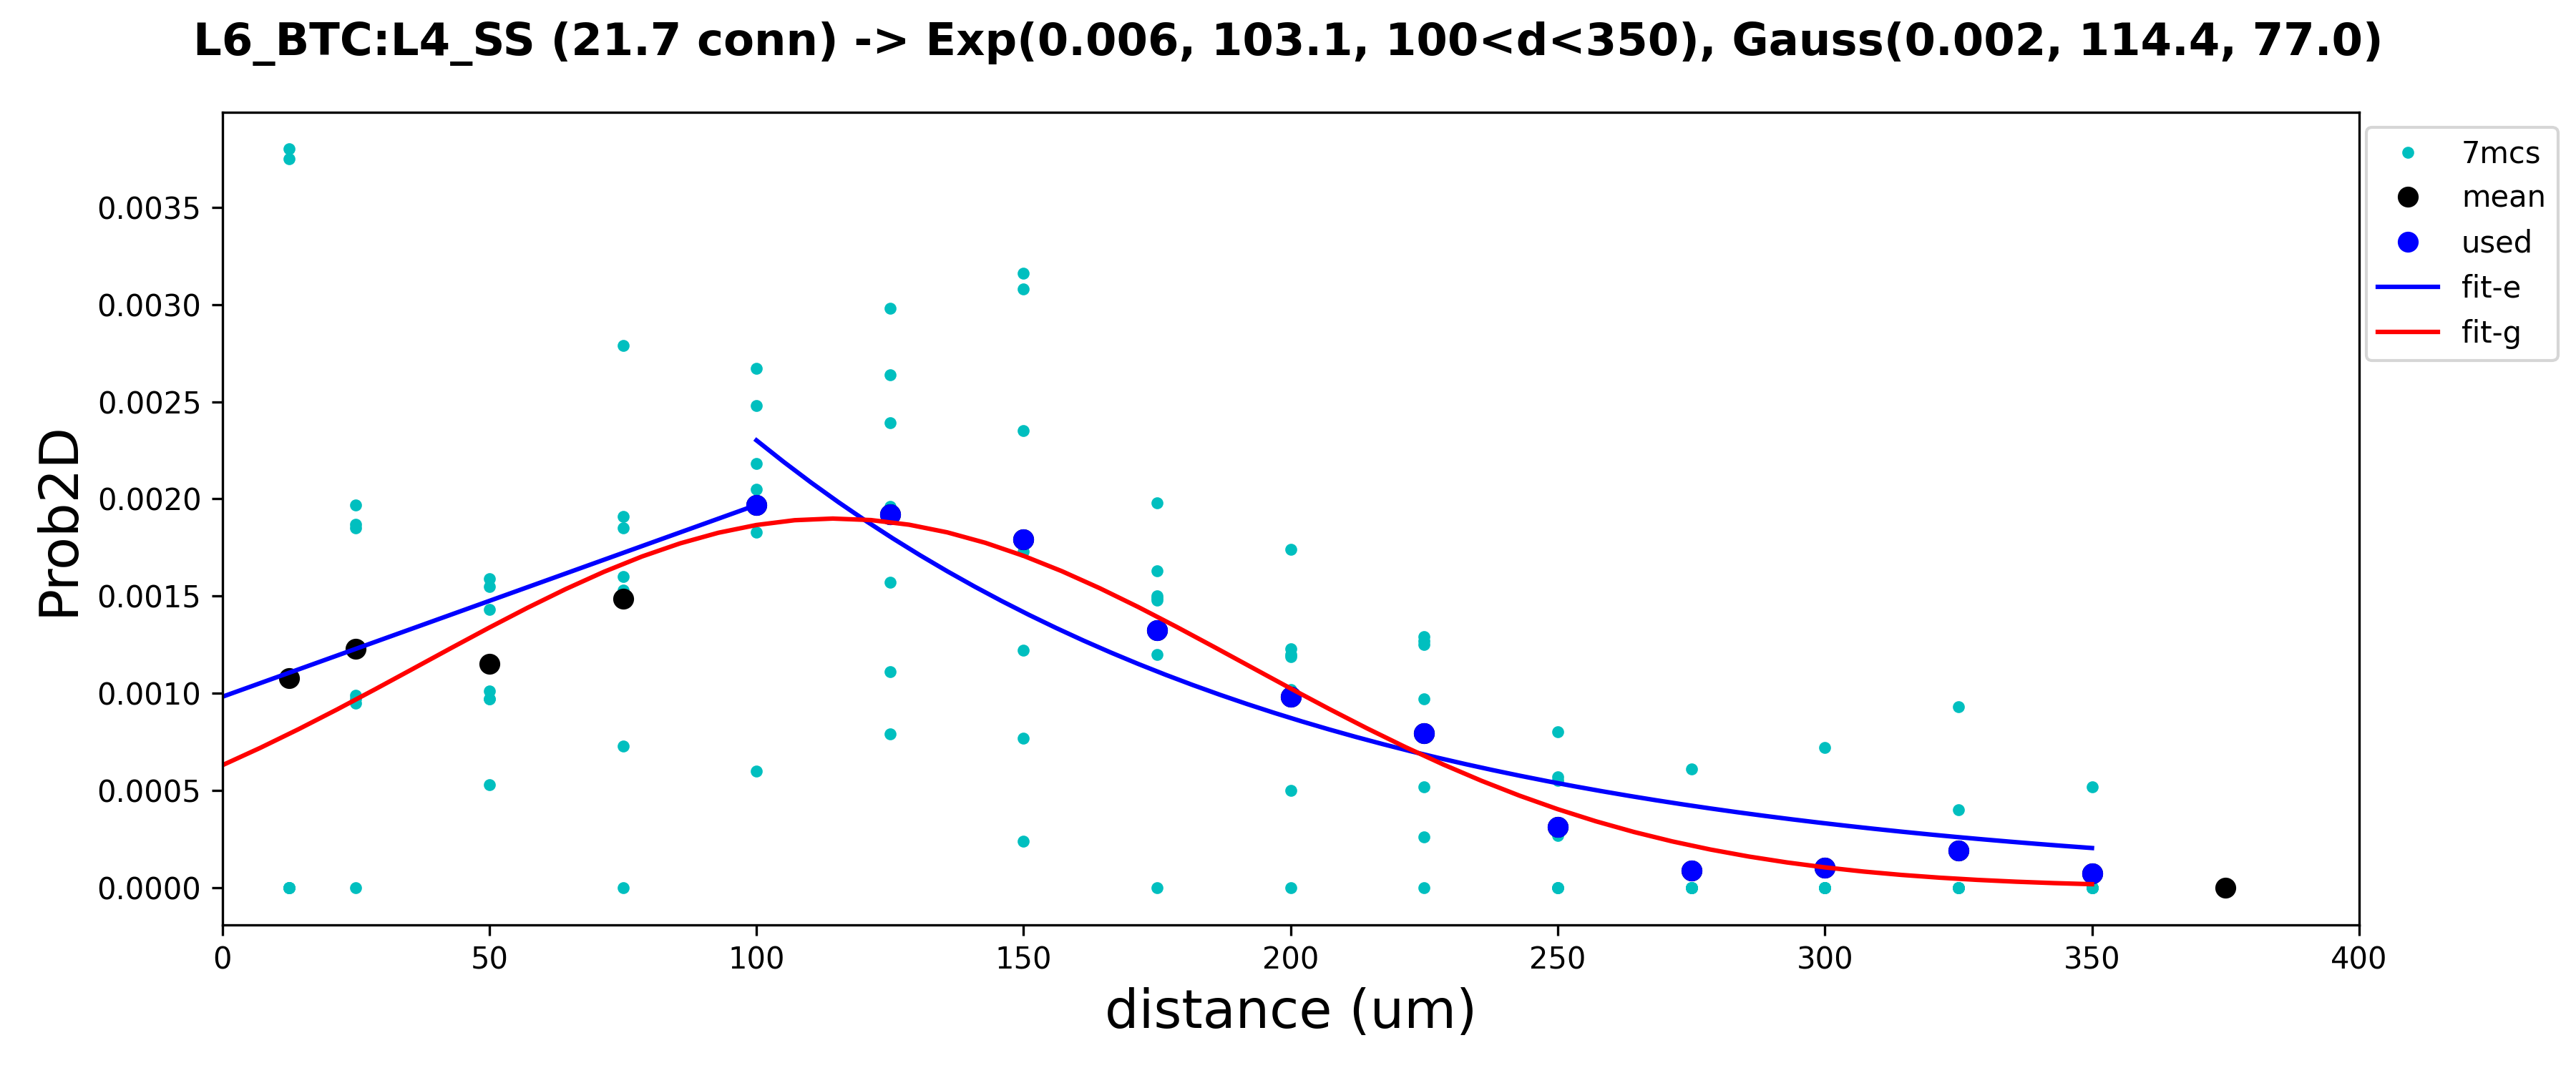 L6_BTC:L4_SS (21.7 conn) -> Exp(0.006, 103.1, 100<d<350), Gauss(0.002, 114.4, 77.0)
7mcs
mean
used
fit-e
fit-g
Prob2D
0.0035
0.0030
0.0025
0.0020
0.0015
0.0010
0.0005
0.0000
0 50 100 150 200 250 300 350 400
distance (um)